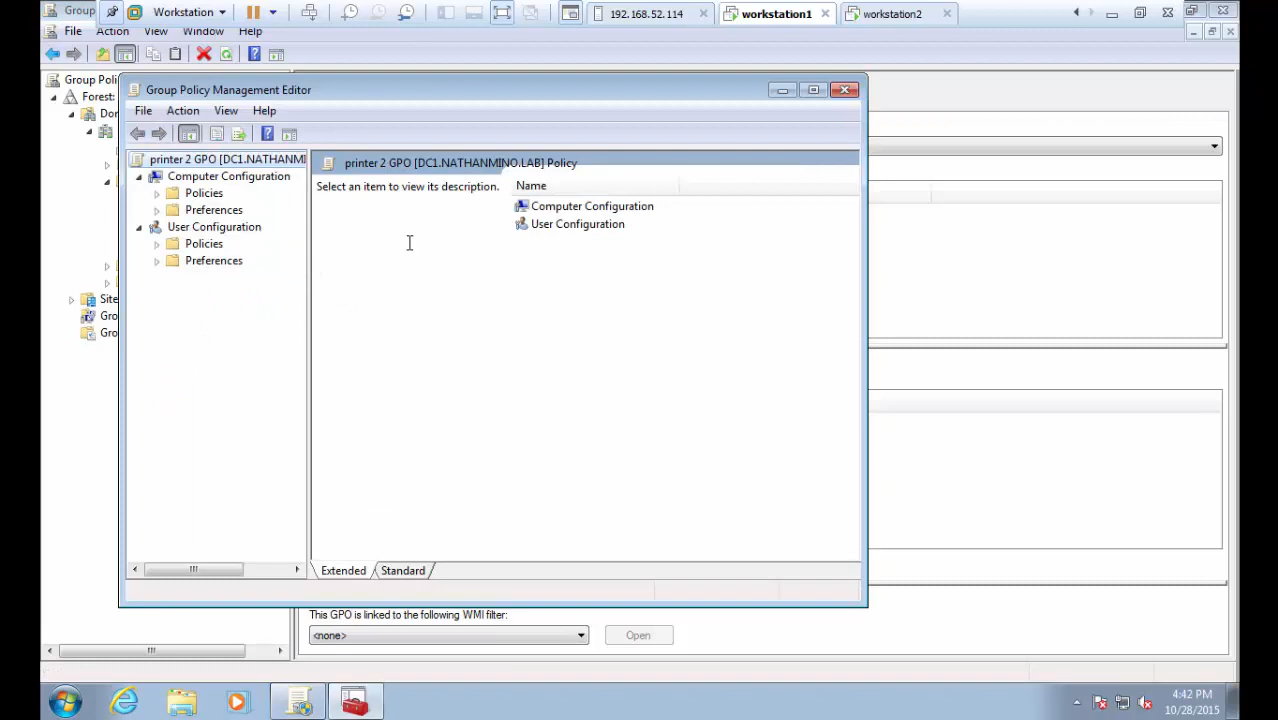 Group
Workstation
192.168.52.114
workstation1
workstation2
File Action View Window Help
Group Poli
Forest:
Dor
Site
Gro
Gro
Group Policy Management Editor
File Action View Help
printer 2 GPO [DC1.NATHANMI
Computer Configuration
Policies
Preferences
User Configuration
Policies
Preferences
printer 2 GPO [DC1.NATHANMINO.LAB] Policy
Select an item to view its description.
Name
Computer Configuration
User Configuration
Extended
Standard
This GPO is linked to the following WMI filter:
<none>
Open
4:42 PM
10/28/2015